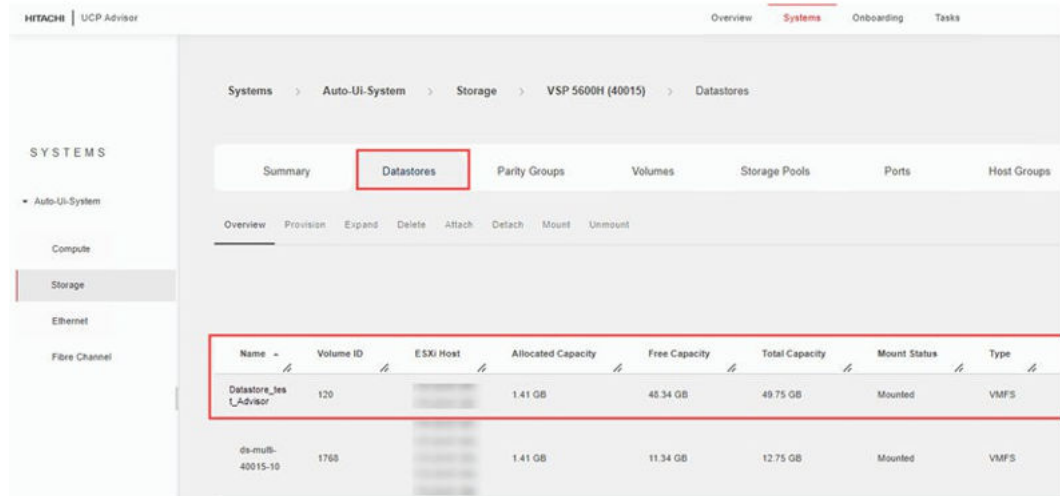 HITACHI UCP Advisor
Overview Systems Onboarding Tasks
Systems > Auto-Ui-System > Storage > VSP 5600H (40015) > Datastores
SYSTEMS
Summary Datastores Parity Groups Volumes Storage Pools Ports Host Groups
Auto-Ui-System
Overview Provision Expand Delete Attach Detach Mount Unmount
Compute
Storage
Ethernet
Fibre Channel
Name Volume ID ESXi Host Allocated Capacity Free Capacity Total Capacity Mount Status Type
Datastore_tes
t_Advisor
120 1.41 GB 48.34 GB 49.75 GB Mounted VMFS
ds-multi-
40015-10
1768 1.41 GB 11.34 GB 12.75 GB Mounted VMFS